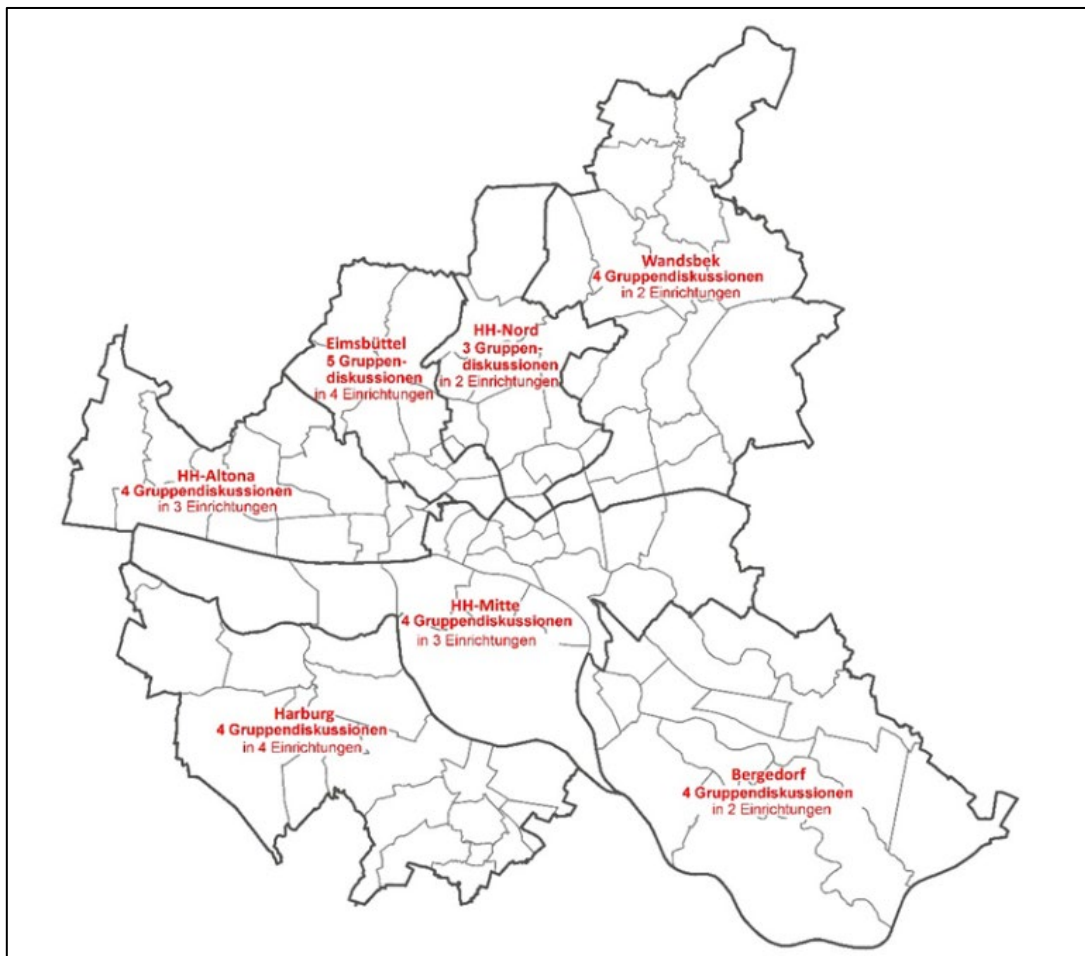 Wandsbek
4 Gruppendiskussionen
in 2 Einrichtungen
HH-Nord
3 Gruppen-
diskussionen
in 2 Einrichtungen
Eimsbüttel
5 Gruppen-
diskussionen
in 4 Einrichtungen
HH-Altona
4 Gruppendiskussionen
in 3 Einrichtungen
HH-Mitte
4 Gruppendiskussionen
in 3 Einrichtungen
Harburg
4 Gruppendiskussionen
in 4 Einrichtungen
Bergedorf
4 Gruppendiskussionen
in 2 Einrichtungen